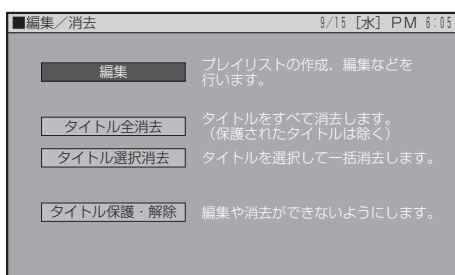 ■編集／消去 9/15 [水] PM 6:05
編集 プレイリストの作成、編集などを
行います。
タイトル全消去 タイトルをすべて消去します。
（保護されたタイトルは除く）
タイトル選択消去 タイトルを選択して一括消去します。
タイトル保護・解除 編集や消去ができないようにします。